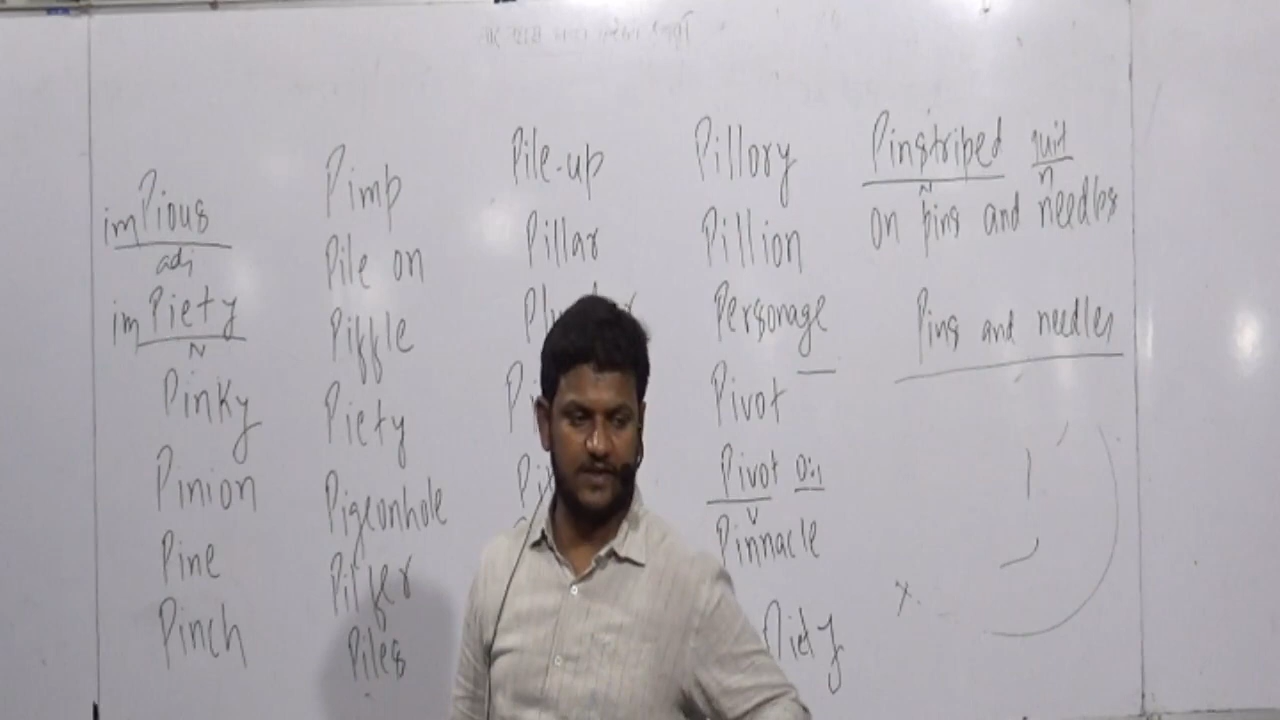 imPious
adj
imPiety
N
Pinky
Pinion
Pine
Pinch
Pimp
Pile on
Piffle
Piety
Pigeonhole
Pilfer
Piles
Pile-up
Pillar
Pillory
Pillion
Personage
Pivot
Pivot on
v
Pinnacle
Piety
Pinstriped suit
n
on pins and needles
Pins and needles
x.